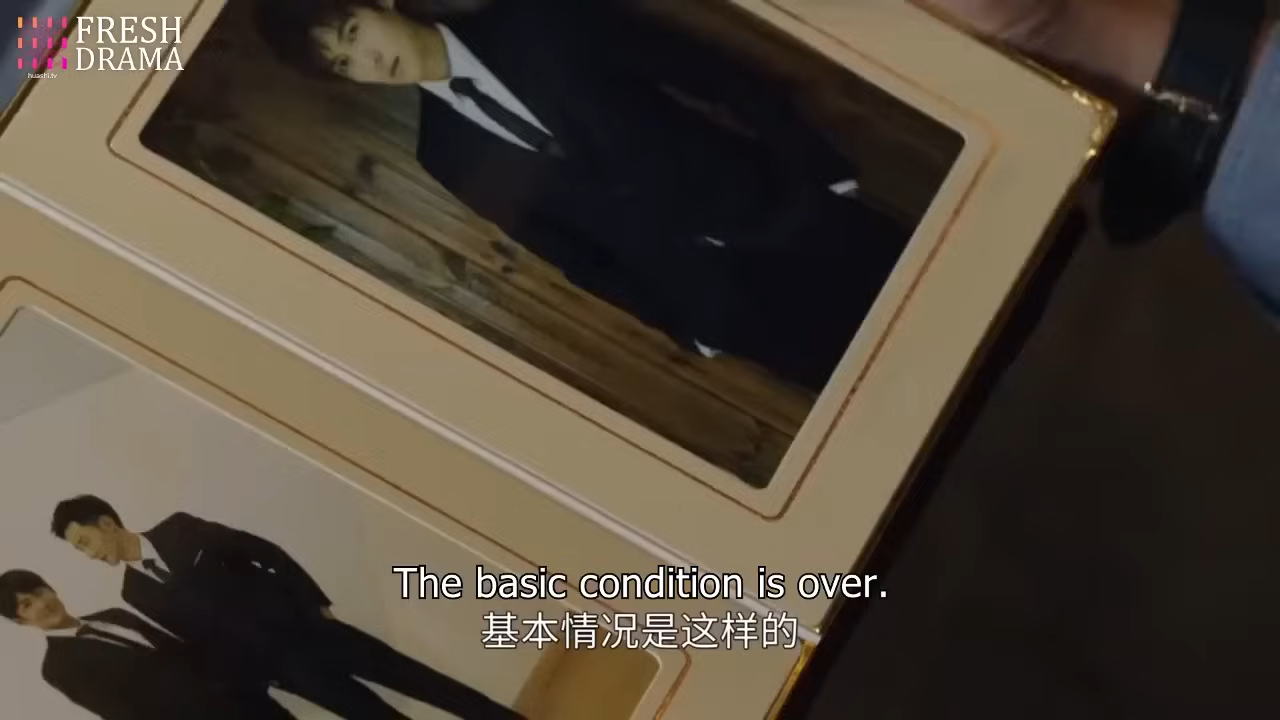 FRESH
DRAMA
huashi.tv
The basic condition is over.
基本情况是这样的